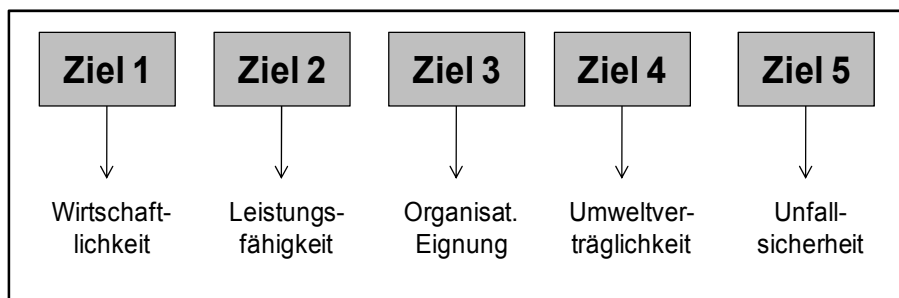 Ziel 1 Ziel 2 Ziel 3 Ziel 4 Ziel 5
Wirtschaft-
lichkeit
Leistungs-
fähigkeit
Organisat.
Eignung
Umweltver-
träglichkeit
Unfall-
sicherheit